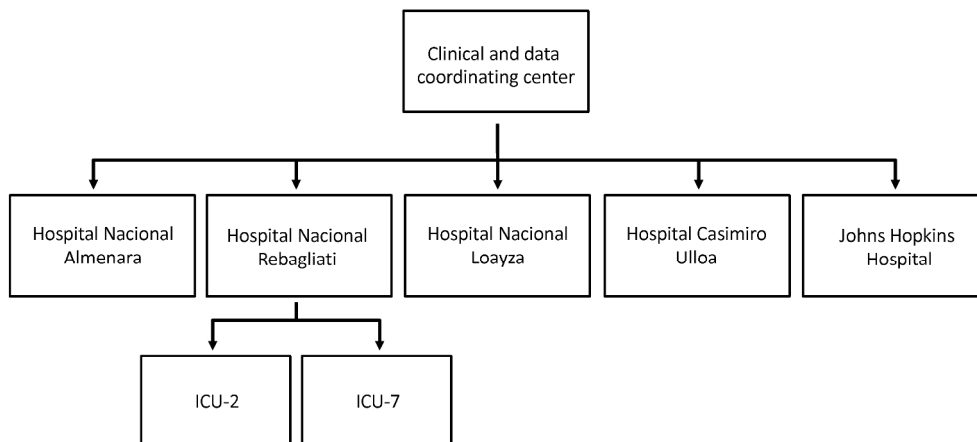 Clinical and data
coordinating center
Hospital Nacional
Almenara
Hospital Nacional
Rebagliati
Hospital Nacional
Loayza
Hospital Casimiro
Ulloa
Johns Hopkins
Hospital
ICU-2
ICU-7